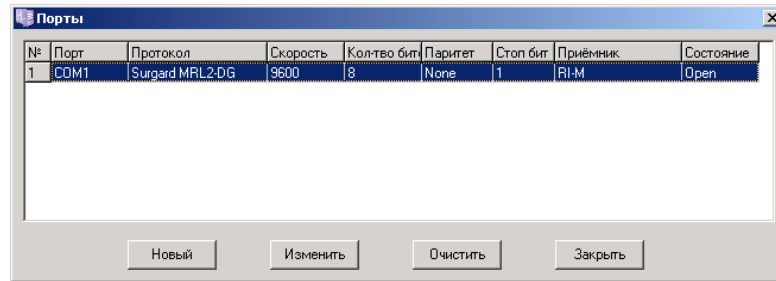 Порты
№ Порт Протокол Скорость Кол-тво бит Паритет Стоп бит Приёмник Состояние
1 COM1 Surgard MRL2-DG 9600 8 None 1 RI-M Open
Новый Изменить Очистить Закрыть